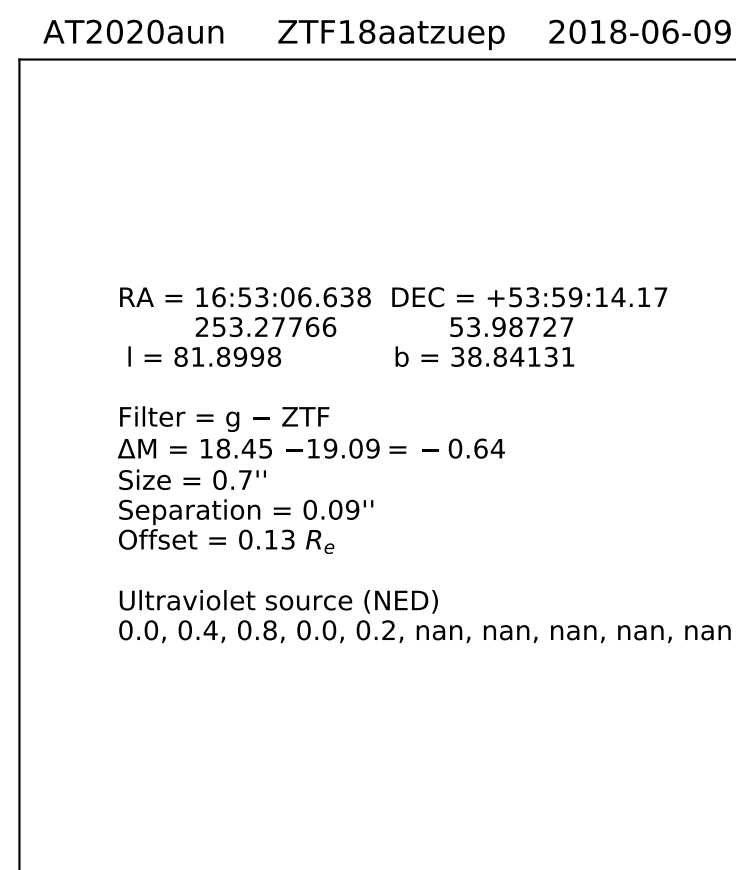 AT2020aun ZTF18aatzuep 2018-06-09
RA = 16:53:06.638 DEC = +53:59:14.17
253.27766 53.98727
l = 81.8998 b = 38.84131
Filter = g − ZTF
ΔM = 18.45 −19.09 = − 0.64
Size = 0.7''
Separation = 0.09''
Offset = 0.13 Re
Ultraviolet source (NED)
0.0, 0.4, 0.8, 0.0, 0.2, nan, nan, nan, nan, nan